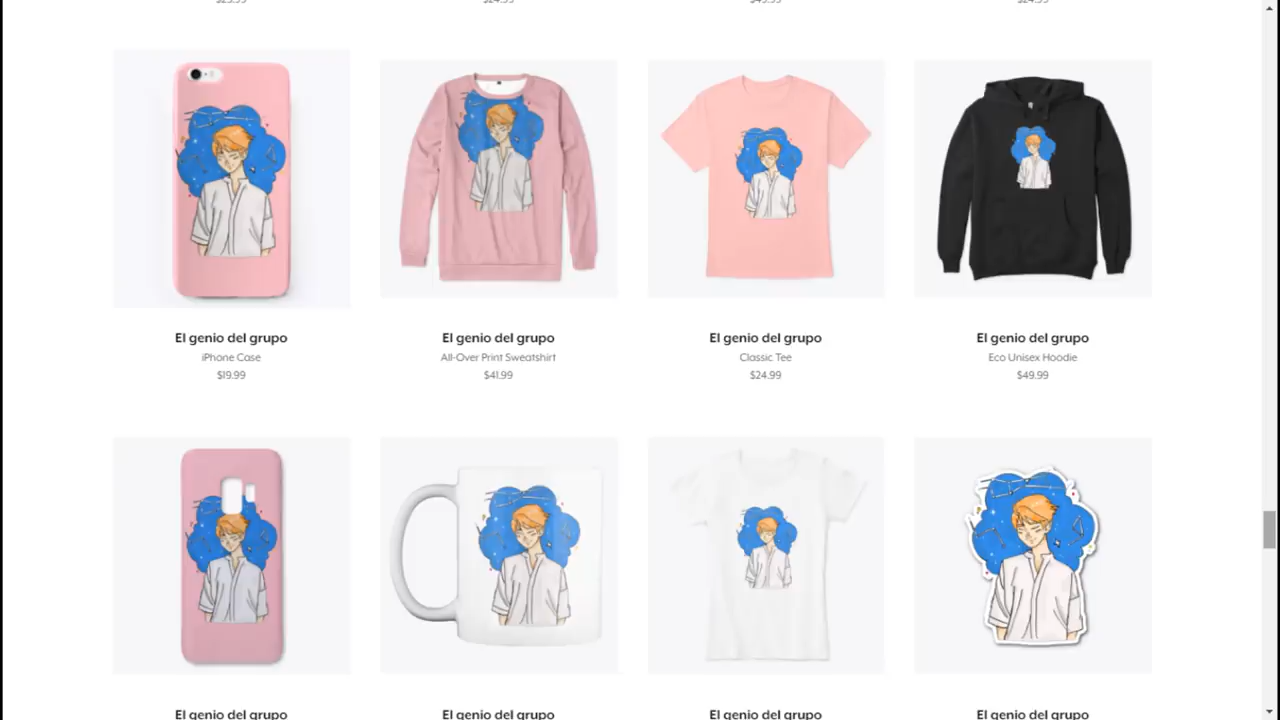 El genio del grupo
iPhone Case
$19.99
El genio del grupo
All-Over Print Sweatshirt
$41.99
El genio del grupo
Classic Tee
$24.99
El genio del grupo
Eco Unisex Hoodie
$49.99
El genio del grupo
El genio del grupo
El genio del grupo
El genio del grupo